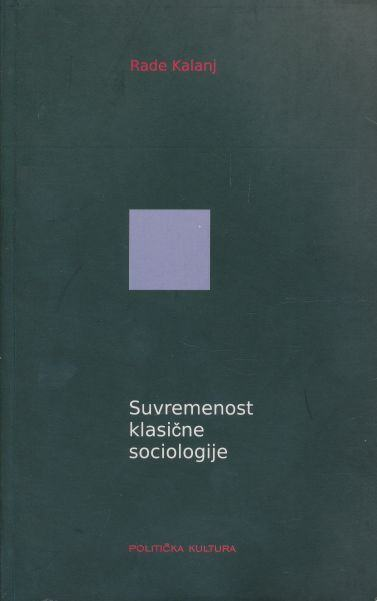 Rade Kalanj
Suvremenost
klasične
sociologije
POLITIČKA KULTURA